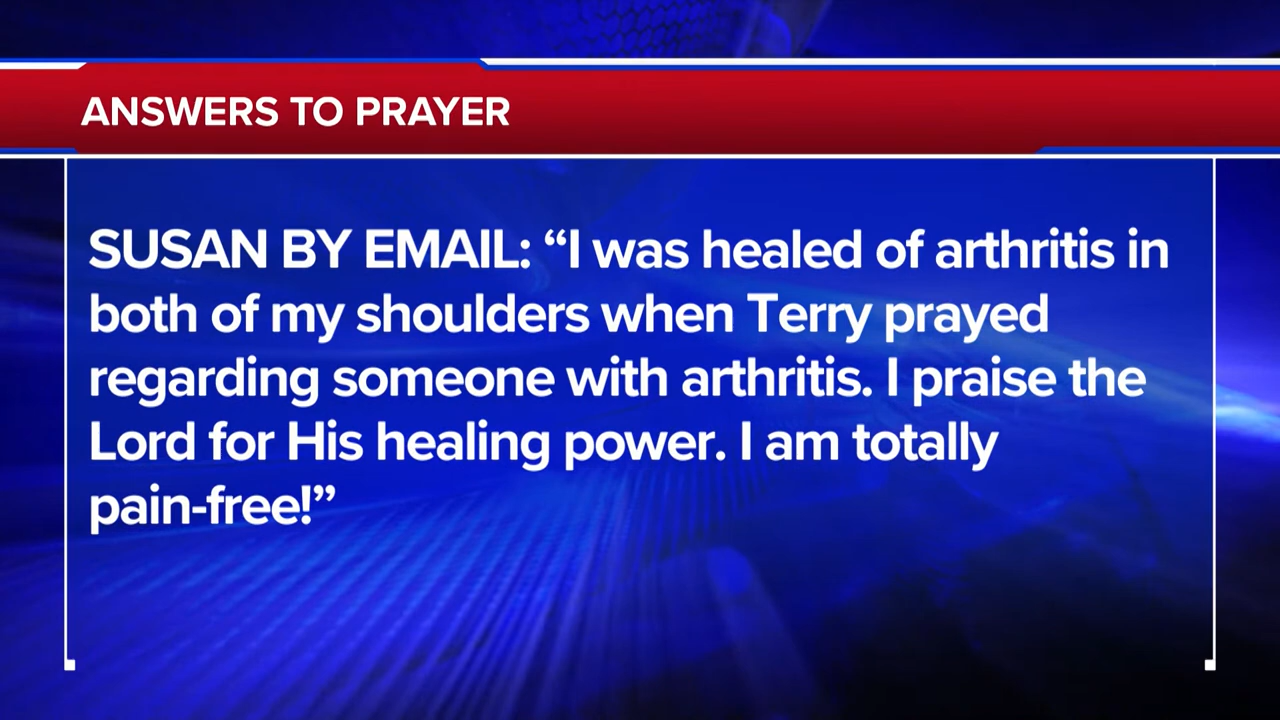 ANSWERS TO PRAYER
SUSAN BY EMAIL: “I was healed of arthritis in
both of my shoulders when Terry prayed
regarding someone with arthritis. I praise the
Lord for His healing power. I am totally
pain-free!”